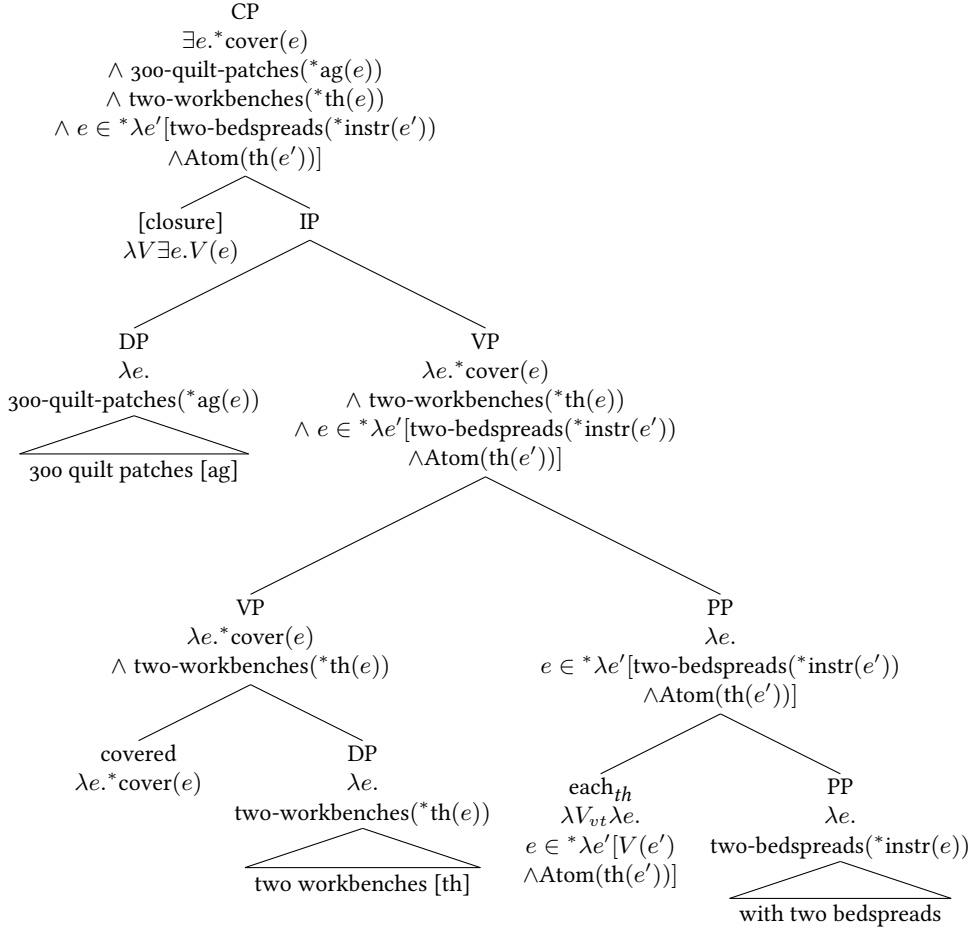 CP
∃e.*cover(e)
∧ 300-quilt-patches(*ag(e))
∧ two-workbenches(*th(e))
∧ e ∈ *λe′[two-bedspreads(*instr(e′))
∧Atom(th(e′))]
[closure]
λV∃e.V(e)
IP
DP
λe.
300-quilt-patches(*ag(e))
300 quilt patches [ag]
VP
λe.*cover(e)
∧ two-workbenches(*th(e))
∧ e ∈ *λe′[two-bedspreads(*instr(e′))
∧Atom(th(e′))]
VP
λe.*cover(e)
∧ two-workbenches(*th(e))
PP
λe.
e ∈ *λe′[two-bedspreads(*instr(e′))
∧Atom(th(e′))]
covered
λe.*cover(e)
DP
λe.
two-workbenches(*th(e))
two workbenches [th]
each_th
λV_vt λe.
e ∈ *λe′[V(e′)
∧Atom(th(e′))]
PP
λe.
two-bedspreads(*instr(e))
with two bedspreads